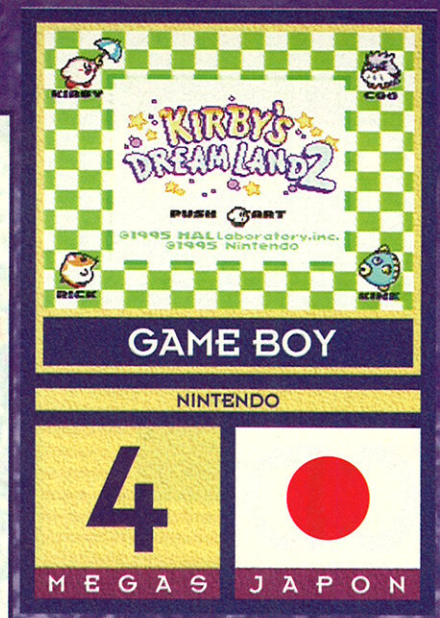 KIRBY
COO
KIRBY'S
DREAM LAND 2
PUSH START
©1995 HAL Laboratory,inc.
©1995 Nintendo
RICK
KINE
GAME BOY
NINTENDO
4
MEGAS
JAPON